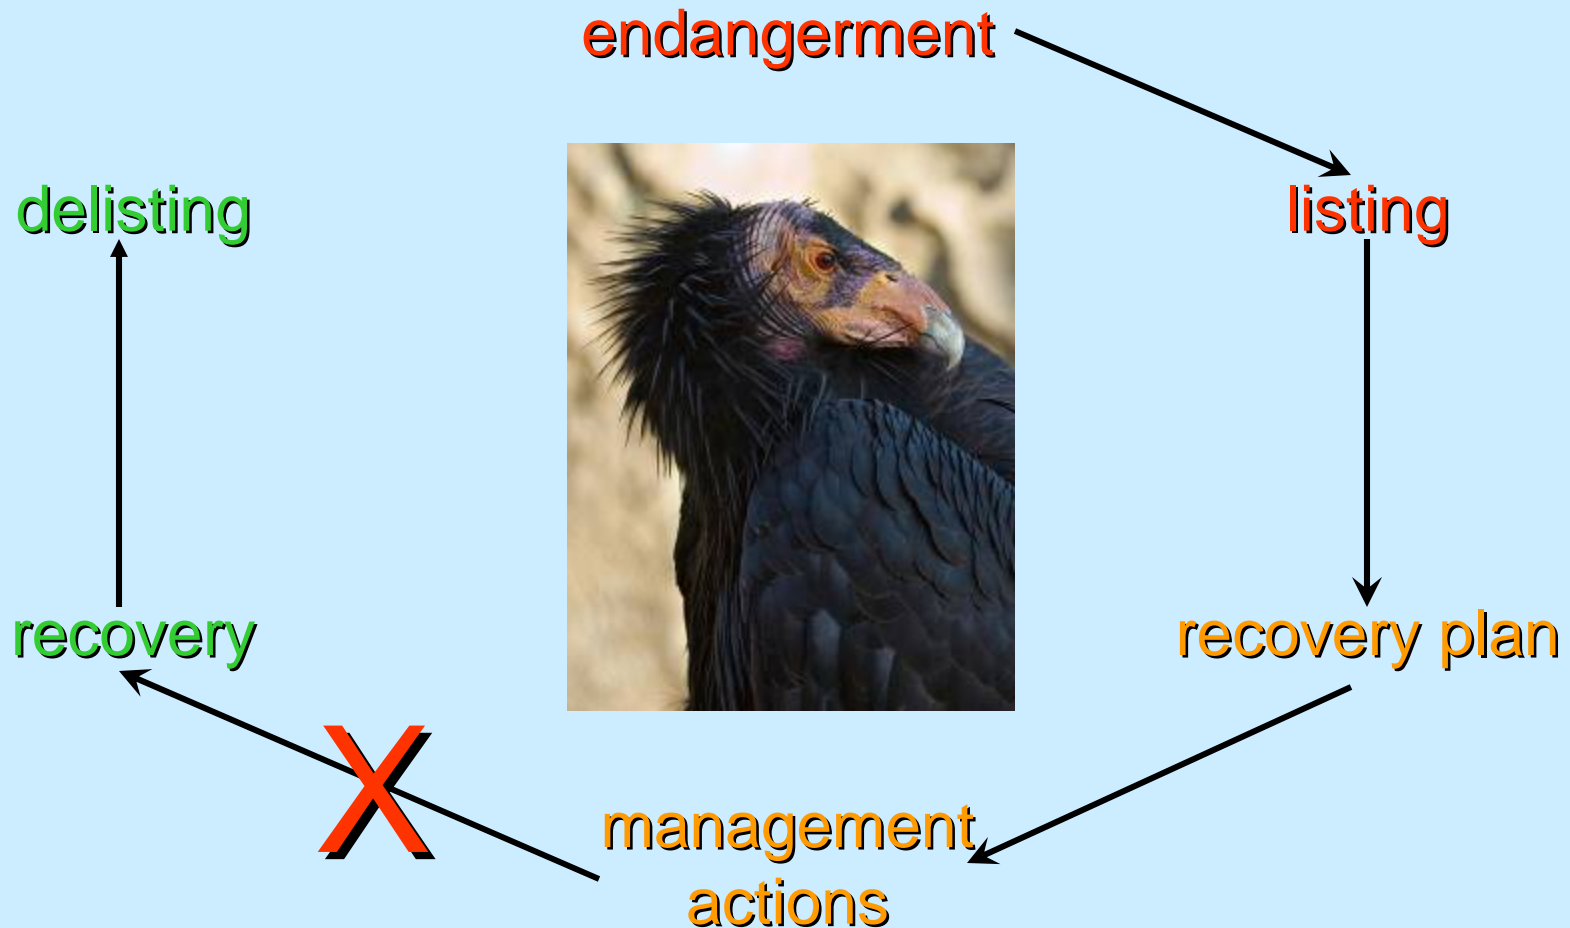 endangerment
delisting
listing
recovery
recovery plan
X
management
actions